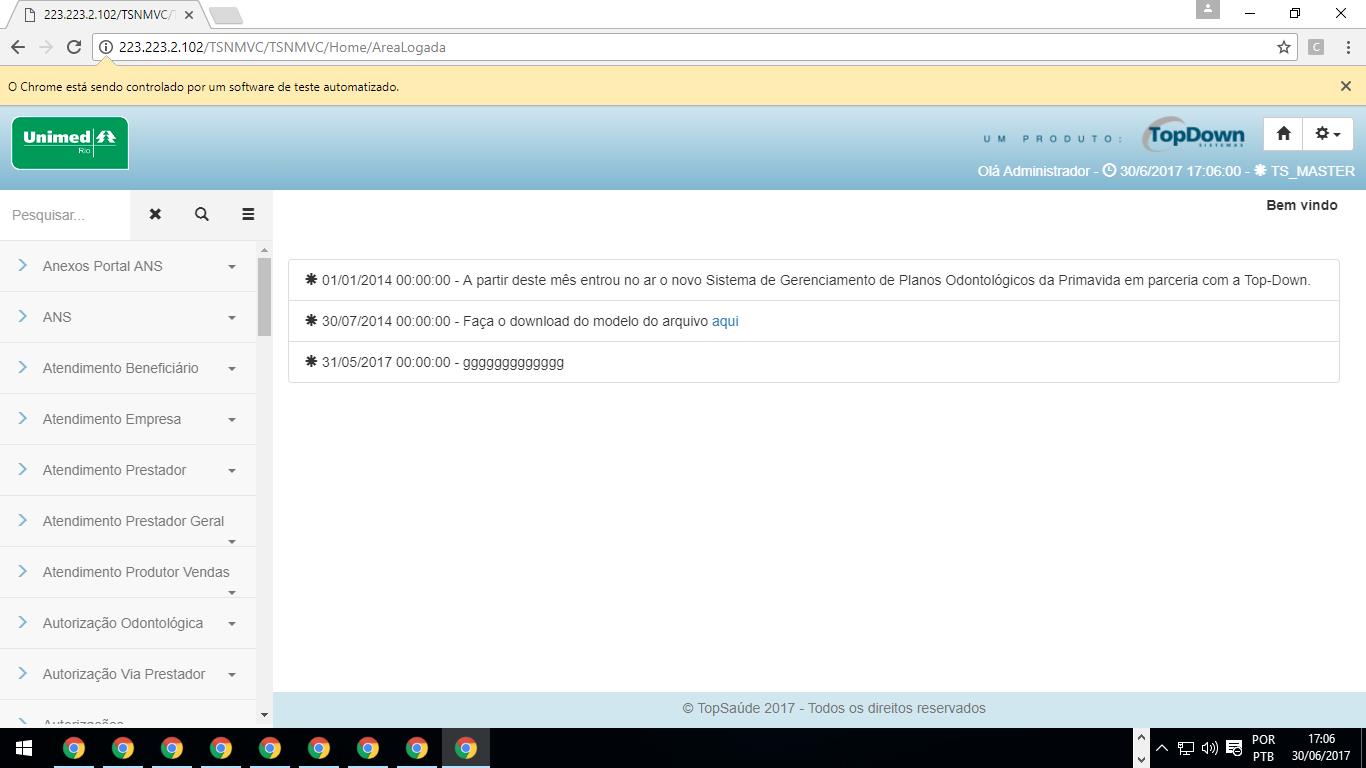 223.223.2.102/TSNMVC/T
223.223.2.102/TSNMVC/TSNMVC/Home/AreaLogada
C
O Chrome está sendo controlado por um software de teste automatizado.
Unimed
Rio
UM PRODUTO:
TopDown
SISTEMAS
Olá Administrador - 30/6/2017 17:06:00 - TS_MASTER
Pesquisar...
Bem vindo
Anexos Portal ANS
ANS
Atendimento Beneficiário
Atendimento Empresa
Atendimento Prestador
Atendimento Prestador Geral
Atendimento Produtor Vendas
Autorização Odontológica
Autorização Via Prestador
Autorizações
01/01/2014 00:00:00 - A partir deste mês entrou no ar o novo Sistema de Gerenciamento de Planos Odontológicos da Primavida em parceria com a Top-Down.
30/07/2014 00:00:00 - Faça o download do modelo do arquivo aqui
31/05/2017 00:00:00 - ggggggggggggg
© TopSaúde 2017 - Todos os direitos reservados
POR
PTB
17:06
30/06/2017